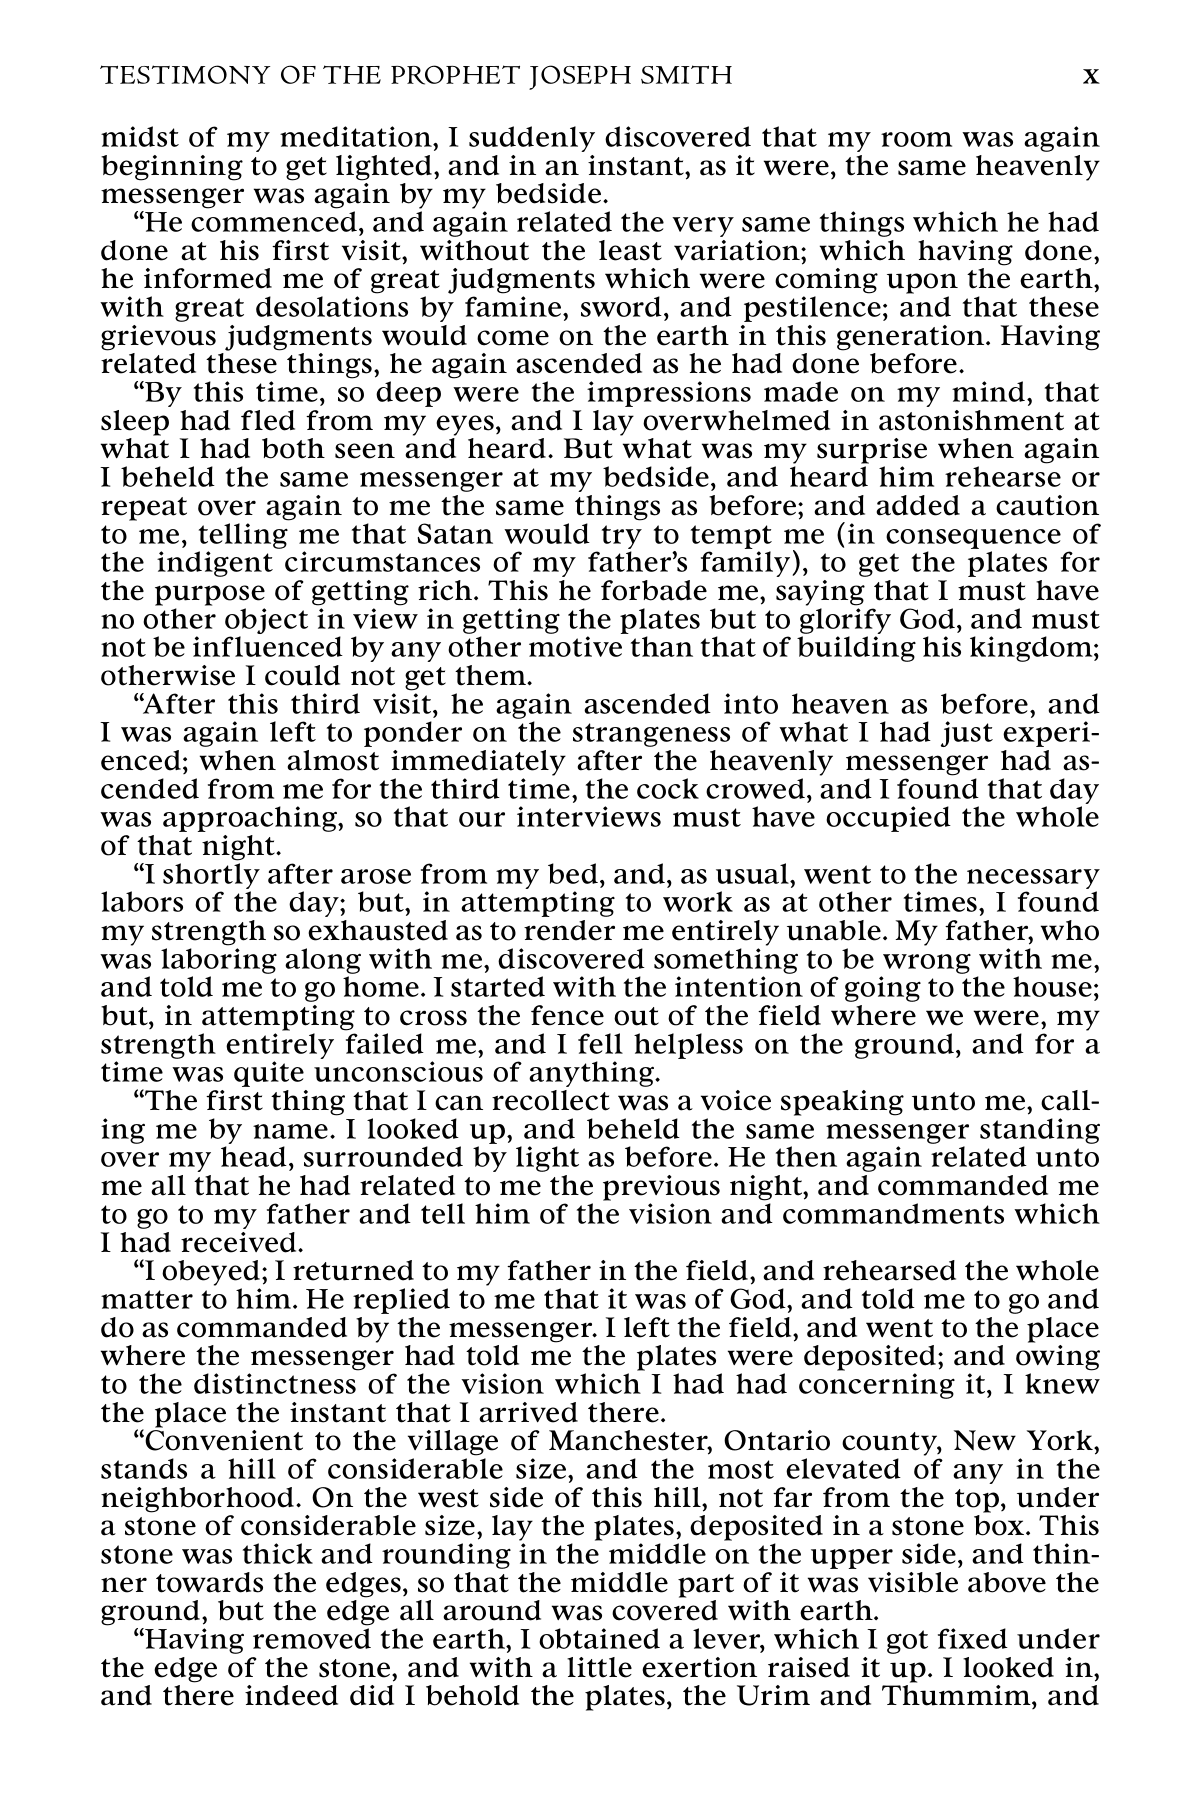 TESTIMONY OF THE PROPHET JOSEPH SMITH x
midst of my meditation, I suddenly discovered that my room was again
beginning to get lighted, and in an instant, as it were, the same heavenly
messenger was again by my bedside.
“He commenced, and again related the very same things which he had
done at his first visit, without the least variation; which having done,
he informed me of great judgments which were coming upon the earth,
with great desolations by famine, sword, and pestilence; and that these
grievous judgments would come on the earth in this generation. Having
related these things, he again ascended as he had done before.
“By this time, so deep were the impressions made on my mind, that
sleep had fled from my eyes, and I lay overwhelmed in astonishment at
what I had both seen and heard. But what was my surprise when again
I beheld the same messenger at my bedside, and heard him rehearse or
repeat over again to me the same things as before; and added a caution
to me, telling me that Satan would try to tempt me (in consequence of
the indigent circumstances of my father’s family), to get the plates for
the purpose of getting rich. This he forbade me, saying that I must have
no other object in view in getting the plates but to glorify God, and must
not be influenced by any other motive than that of building his kingdom;
otherwise I could not get them.
“After this third visit, he again ascended into heaven as before, and
I was again left to ponder on the strangeness of what I had just experi-
enced; when almost immediately after the heavenly messenger had as-
cended from me for the third time, the cock crowed, and I found that day
was approaching, so that our interviews must have occupied the whole
of that night.
“I shortly after arose from my bed, and, as usual, went to the necessary
labors of the day; but, in attempting to work as at other times, I found
my strength so exhausted as to render me entirely unable. My father, who
was laboring along with me, discovered something to be wrong with me,
and told me to go home. I started with the intention of going to the house;
but, in attempting to cross the fence out of the field where we were, my
strength entirely failed me, and I fell helpless on the ground, and for a
time was quite unconscious of anything.
“The first thing that I can recollect was a voice speaking unto me, call-
ing me by name. I looked up, and beheld the same messenger standing
over my head, surrounded by light as before. He then again related unto
me all that he had related to me the previous night, and commanded me
to go to my father and tell him of the vision and commandments which
I had received.
“I obeyed; I returned to my father in the field, and rehearsed the whole
matter to him. He replied to me that it was of God, and told me to go and
do as commanded by the messenger. I left the field, and went to the place
where the messenger had told me the plates were deposited; and owing
to the distinctness of the vision which I had had concerning it, I knew
the place the instant that I arrived there.
“Convenient to the village of Manchester, Ontario county, New York,
stands a hill of considerable size, and the most elevated of any in the
neighborhood. On the west side of this hill, not far from the top, under
a stone of considerable size, lay the plates, deposited in a stone box. This
stone was thick and rounding in the middle on the upper side, and thin-
ner towards the edges, so that the middle part of it was visible above the
ground, but the edge all around was covered with earth.
“Having removed the earth, I obtained a lever, which I got fixed under
the edge of the stone, and with a little exertion raised it up. I looked in,
and there indeed did I behold the plates, the Urim and Thummim, and